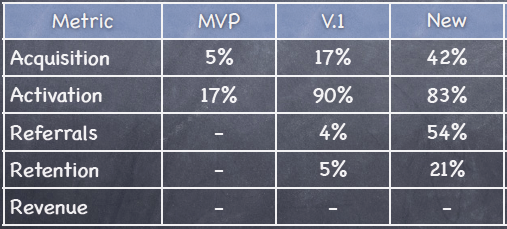 Metric MVP V.1 New
Acquisition 5% 17% 42%
Activation 17% 90% 83%
Referrals - 4% 54%
Retention - 5% 21%
Revenue - - -